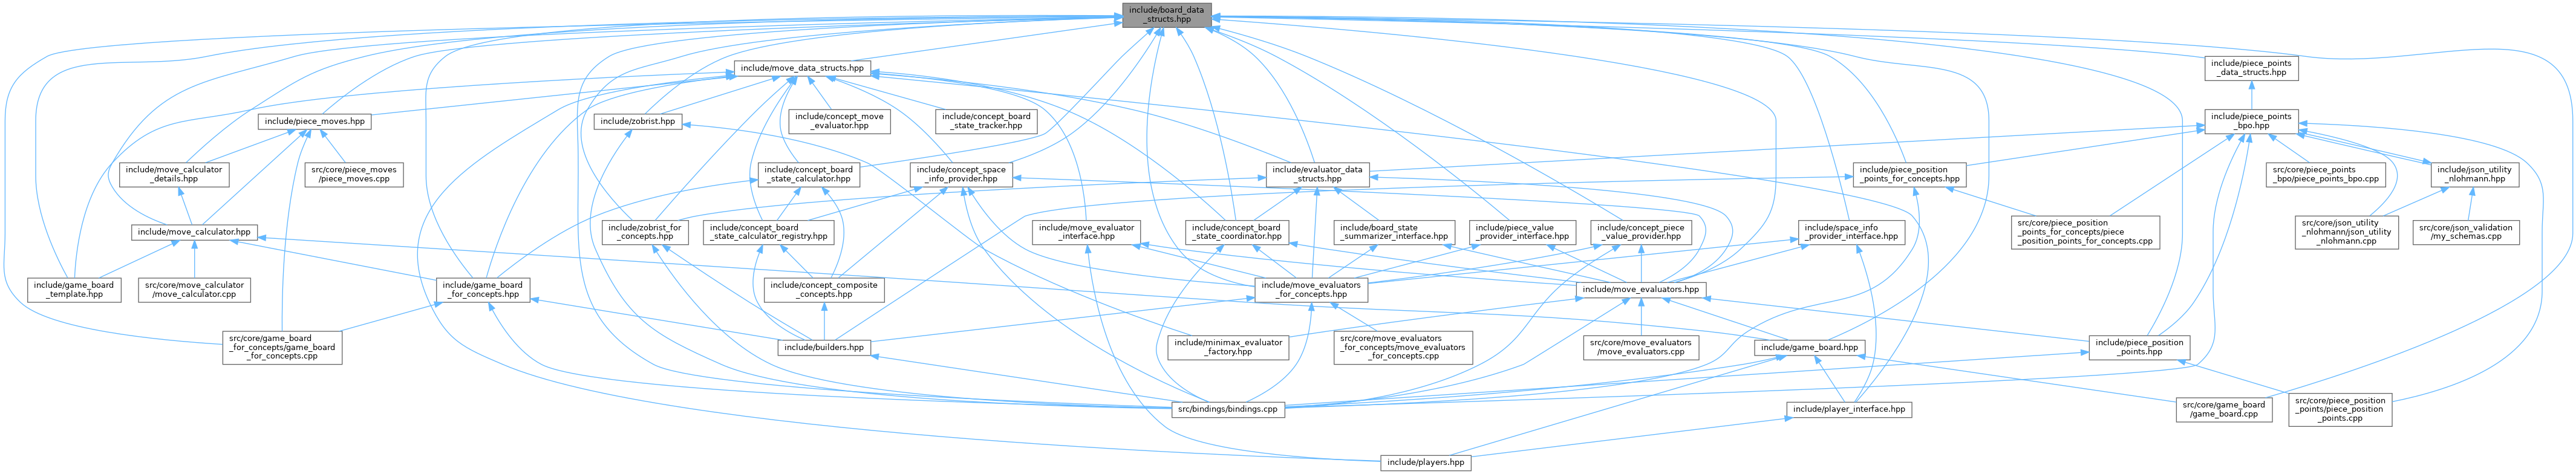 include/board_data
_structs.hpp
include/move_data_structs.hpp
include/piece_points
_data_structs.hpp
include/piece_moves.hpp
include/zobrist.hpp
include/concept_move
_evaluator.hpp
include/concept_board
_state_tracker.hpp
include/piece_points
_bpo.hpp
include/move_calculator
_details.hpp
src/core/piece_moves
/piece_moves.cpp
include/concept_board
_state_calculator.hpp
include/concept_space
_info_provider.hpp
include/evaluator_data
_structs.hpp
include/piece_position
_points_for_concepts.hpp
src/core/piece_points
_bpo/piece_points_bpo.cpp
include/json_utility
_nlohmann.hpp
include/move_calculator.hpp
include/zobrist_for
_concepts.hpp
include/concept_board
_state_calculator_registry.hpp
include/move_evaluator
_interface.hpp
include/concept_board
_state_coordinator.hpp
include/board_state
_summarizer_interface.hpp
include/piece_value
_provider_interface.hpp
include/concept_piece
_value_provider.hpp
include/space_info
_provider_interface.hpp
src/core/piece_position
_points_for_concepts/piece
_position_points_for_concepts.cpp
src/core/json_utility
_nlohmann/json_utility
_nlohmann.cpp
src/core/json_validation
/my_schemas.cpp
include/game_board
_template.hpp
src/core/move_calculator
/move_calculator.cpp
include/game_board
_for_concepts.hpp
include/concept_composite
_concepts.hpp
include/move_evaluators
_for_concepts.hpp
include/move_evaluators.hpp
src/core/game_board
_for_concepts/game_board
_for_concepts.cpp
include/builders.hpp
include/minimax_evaluator
_factory.hpp
src/core/move_evaluators
_for_concepts/move_evaluators
_for_concepts.cpp
src/core/move_evaluators
/move_evaluators.cpp
include/game_board.hpp
include/piece_position
_points.hpp
src/bindings/bindings.cpp
include/player_interface.hpp
src/core/game_board
/game_board.cpp
src/core/piece_position
_points/piece_position
_points.cpp
include/players.hpp